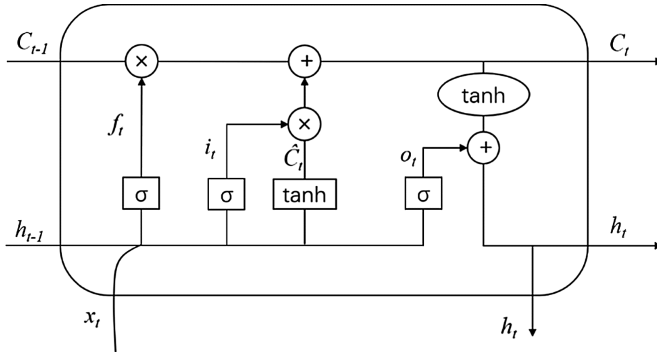 C_{t-1}
C_t
×
+
tanh
f_t
i_t
×
Ĉ_t
o_t
+
σ
σ
tanh
σ
h_{t-1}
h_t
x_t
h_t